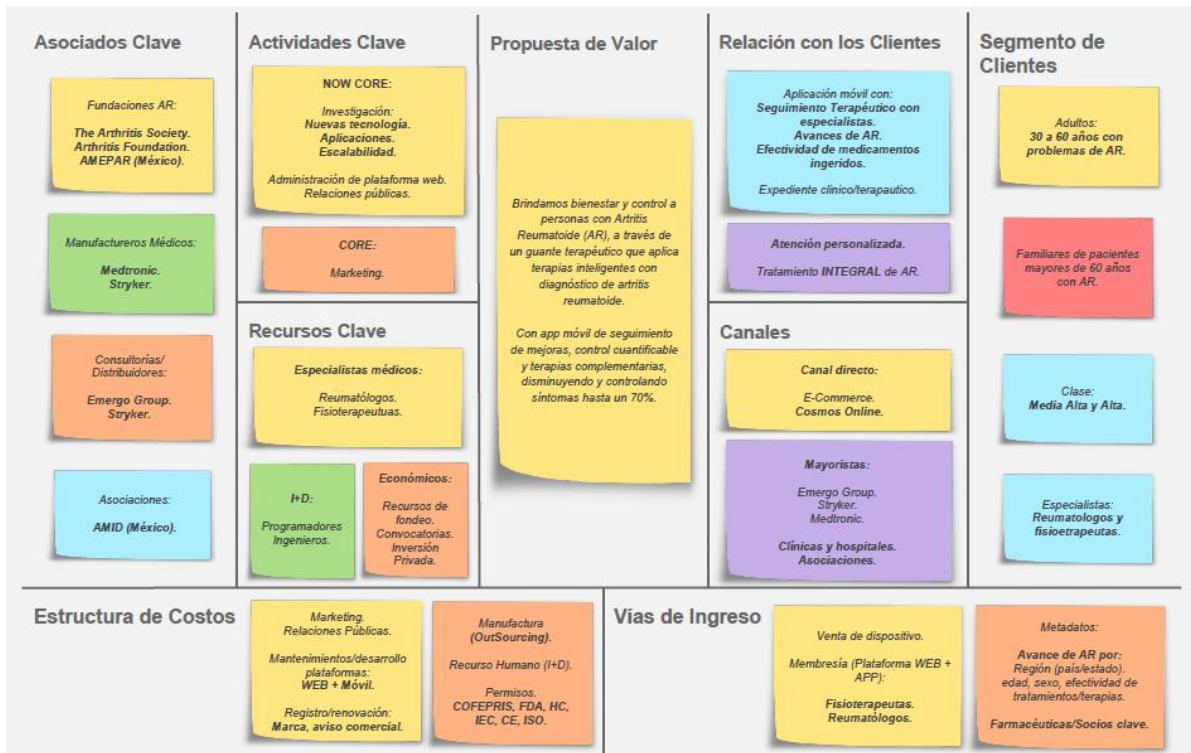 Asociados Clave
Fundaciones AR:
The Arthritis Society.
Arthritis Foundation.
AMEPAR (México).
Manufactureros Médicos:
Medtronic.
Stryker.
Consultorías/
Distribuidores:
Emergo Group.
Stryker.
Asociaciones:
AMID (México).
Actividades Clave
NOW CORE:
Investigación:
Nuevas tecnología.
Aplicaciones.
Escalabilidad.
Administración de plataforma web.
Relaciones públicas.
CORE:
Marketing.
Recursos Clave
Especialistas médicos:
Reumatólogos.
Fisioterapeutuas.
I+D:
Programadores
Ingenieros.
Económicos:
Recursos de
fondeo.
Convocatorias.
Inversión
Privada.
Propuesta de Valor
Brindamos bienestar y control a
personas con Artritis
Reumatoide (AR), a través de
un guante terapéutico que aplica
terapias inteligentes con
diagnóstico de artritis
reumatoide.
Con app móvil de seguimiento
de mejoras, control cuantificable
y terapias complementarias,
disminuyendo y controlando
síntomas hasta un 70%.
Relación con los Clientes
Aplicación móvil con:
Seguimiento Terapéutico con
especialistas.
Avances de AR.
Efectividad de medicamentos
ingeridos.
Expediente clínico/terapautico.
Atención personalizada.
Tratamiento INTEGRAL de AR.
Canales
Canal directo:
E-Commerce.
Cosmos Online.
Mayoristas:
Emergo Group.
Stryker.
Medtronic.
Clínicas y hospitales.
Asociaciones.
Segmento de
Clientes
Adultos:
30 a 60 años con
problemas de AR.
Familiares de pacientes
mayores de 60 años
con AR.
Clase:
Media Alta y Alta.
Especialistas:
Reumatologos y
fisioetrapeutas.
Estructura de Costos
Marketing.
Relaciones Públicas.
Mantenimientos/desarrollo
plataformas:
WEB + Móvil.
Registro/renovación:
Marca, aviso comercial.
Manufactura
(OutSourcing).
Recurso Humano (I+D).
Permisos.
COFEPRIS, FDA, HC,
IEC, CE, ISO.
Vías de Ingreso
Venta de dispositivo.
Membresía (Plataforma WEB +
APP):
Fisioterapeutas.
Reumatólogos.
Metadatos:
Avance de AR por:
Región (país/estado).
edad, sexo, efectividad de
tratamientos/terapias.
Farmacéuticas/Socios clave.